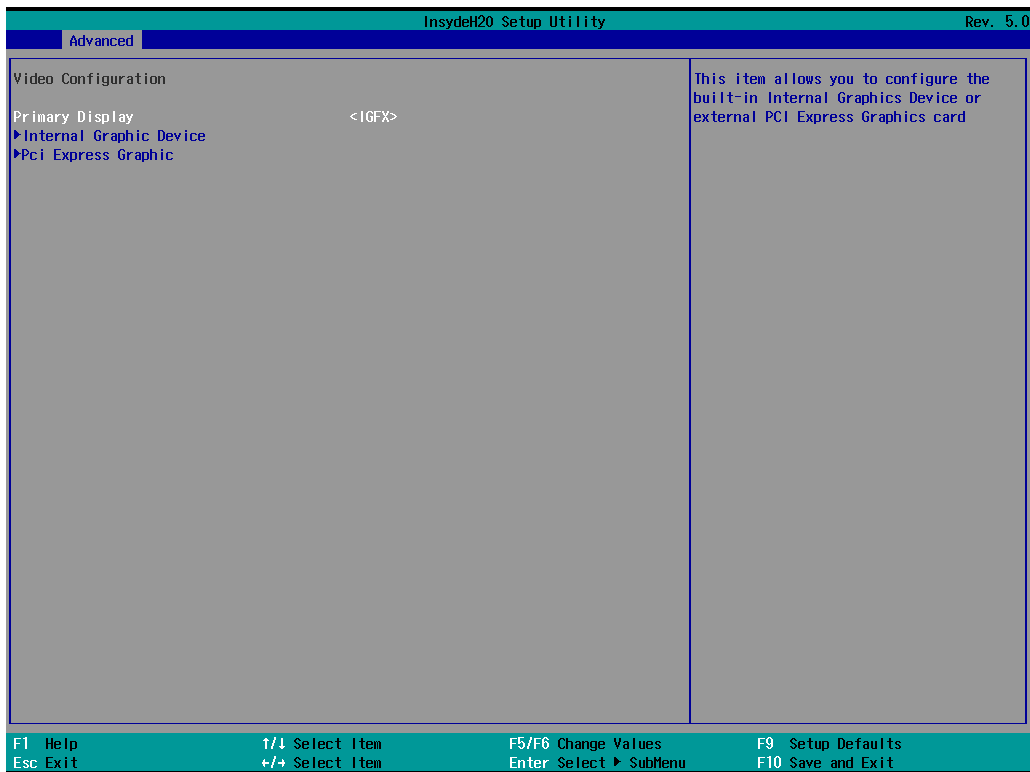 InsydeH20 Setup Utility Rev. 5.0
Advanced
Video Configuration
Primary Display <IGFX>
▶Internal Graphic Device
▶Pci Express Graphic
This item allows you to configure the
built-in Internal Graphics Device or
external PCI Express Graphics card
F1 Help ↑/↓ Select Item F5/F6 Change Values F9 Setup Defaults
Esc Exit ←/→ Select Item Enter Select ▶ SubMenu F10 Save and Exit